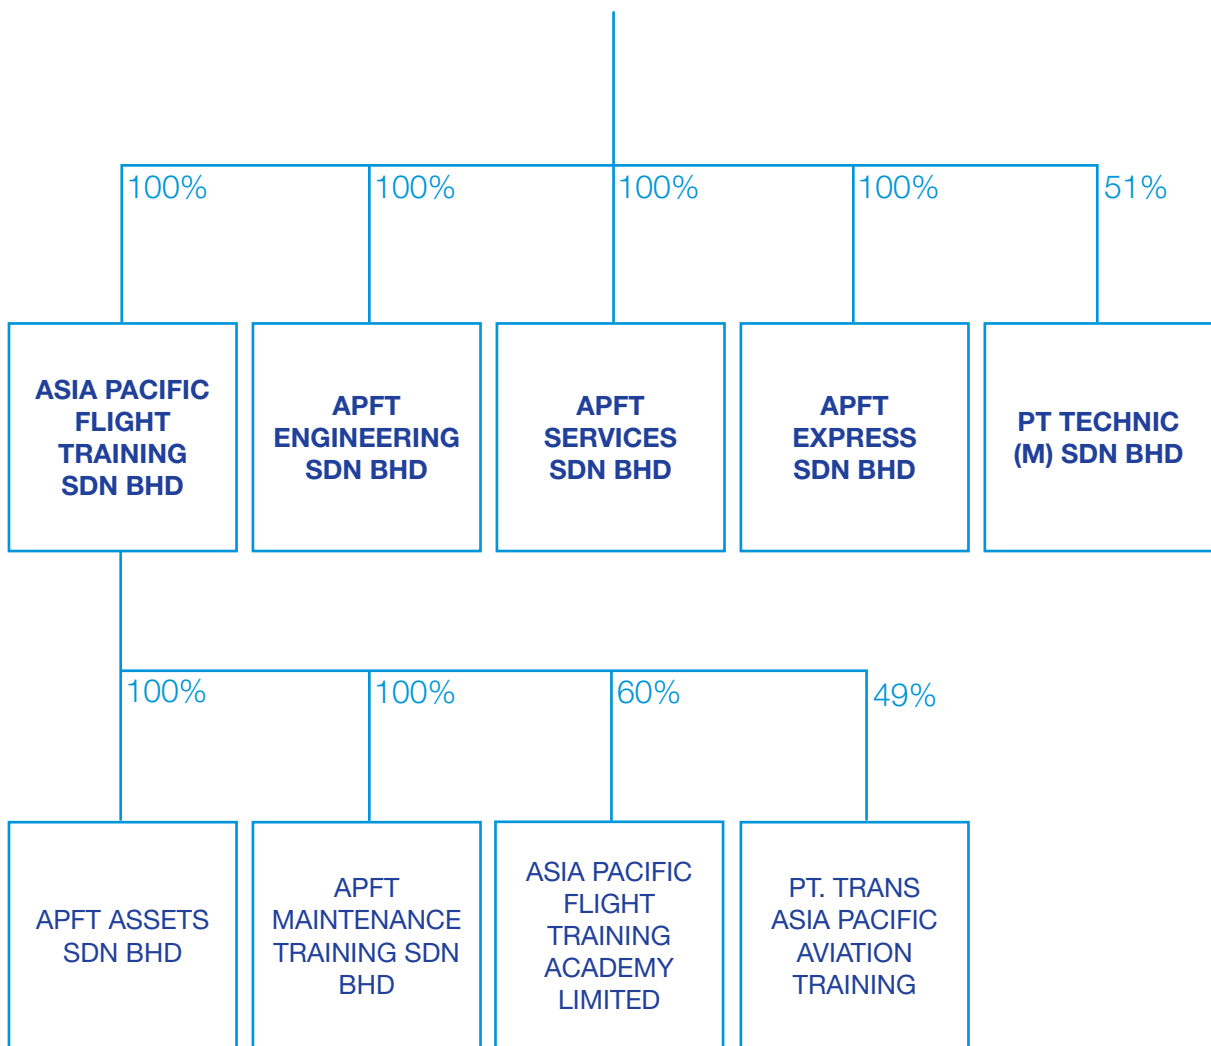 100%
100%
100%
100%
51%
ASIA PACIFIC
FLIGHT
TRAINING
SDN BHD
APFT
ENGINEERING
SDN BHD
APFT
SERVICES
SDN BHD
APFT
EXPRESS
SDN BHD
PT TECHNIC
(M) SDN BHD
100%
100%
60%
49%
APFT ASSETS
SDN BHD
APFT
MAINTENANCE
TRAINING SDN
BHD
ASIA PACIFIC
FLIGHT
TRAINING
ACADEMY
LIMITED
PT. TRANS
ASIA PACIFIC
AVIATION
TRAINING